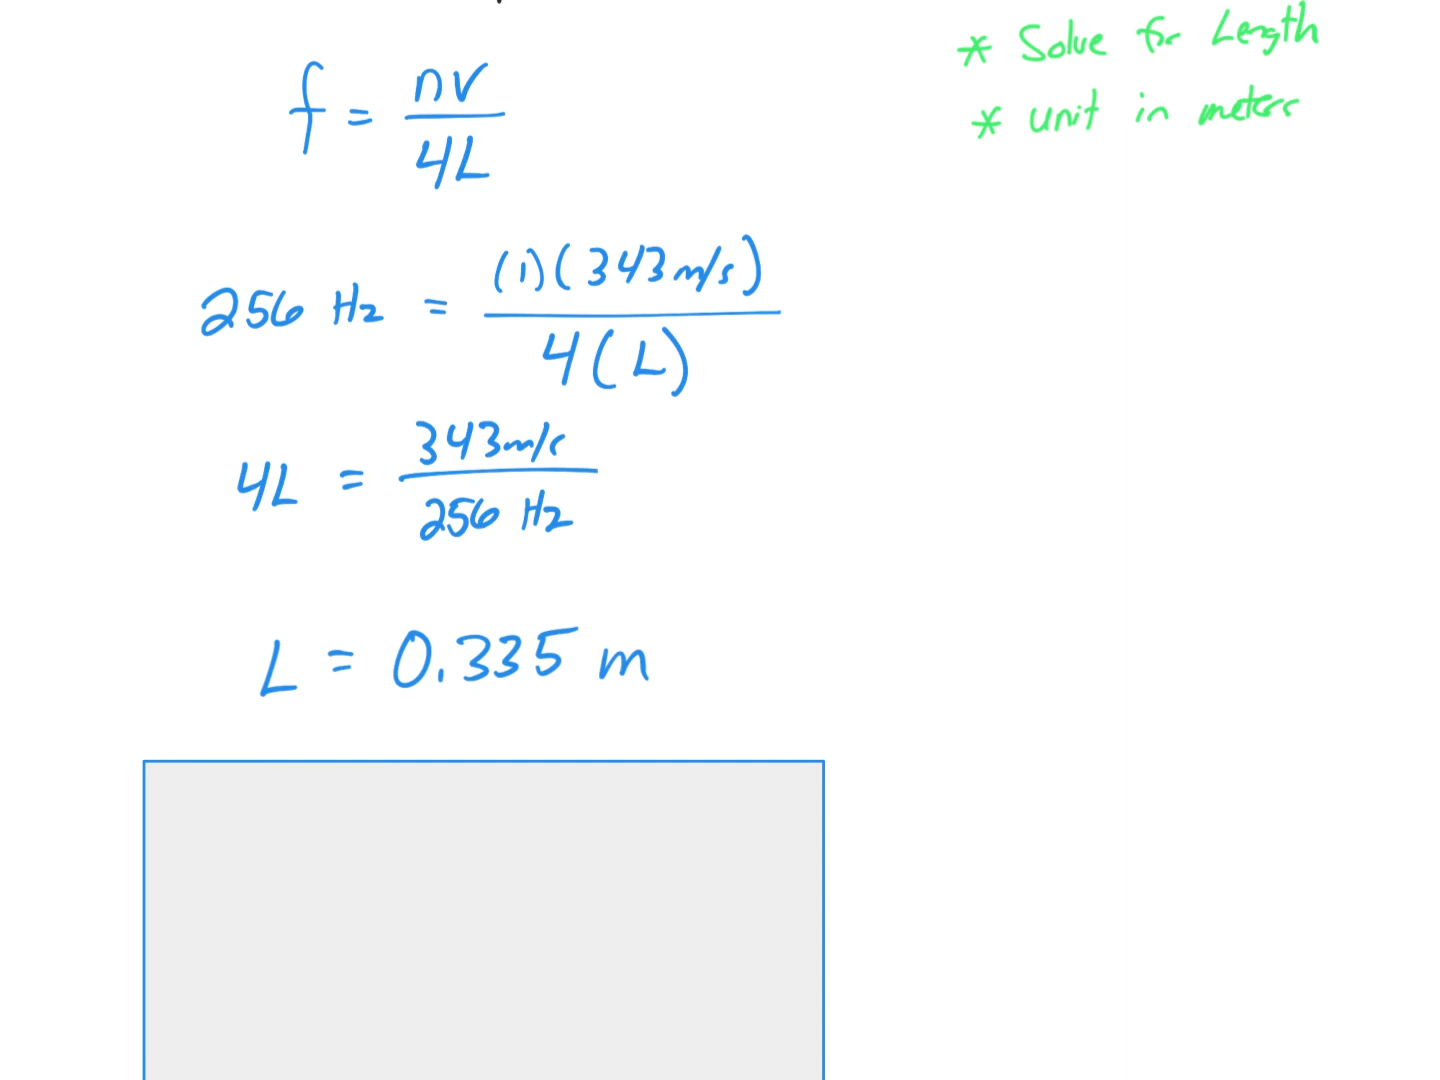 * Solve for Length
* unit in meters
f = nv / 4L
256 Hz = (1)(343 m/s) / 4(L)
4L = 343 m/s / 256 Hz
L = 0.335 m